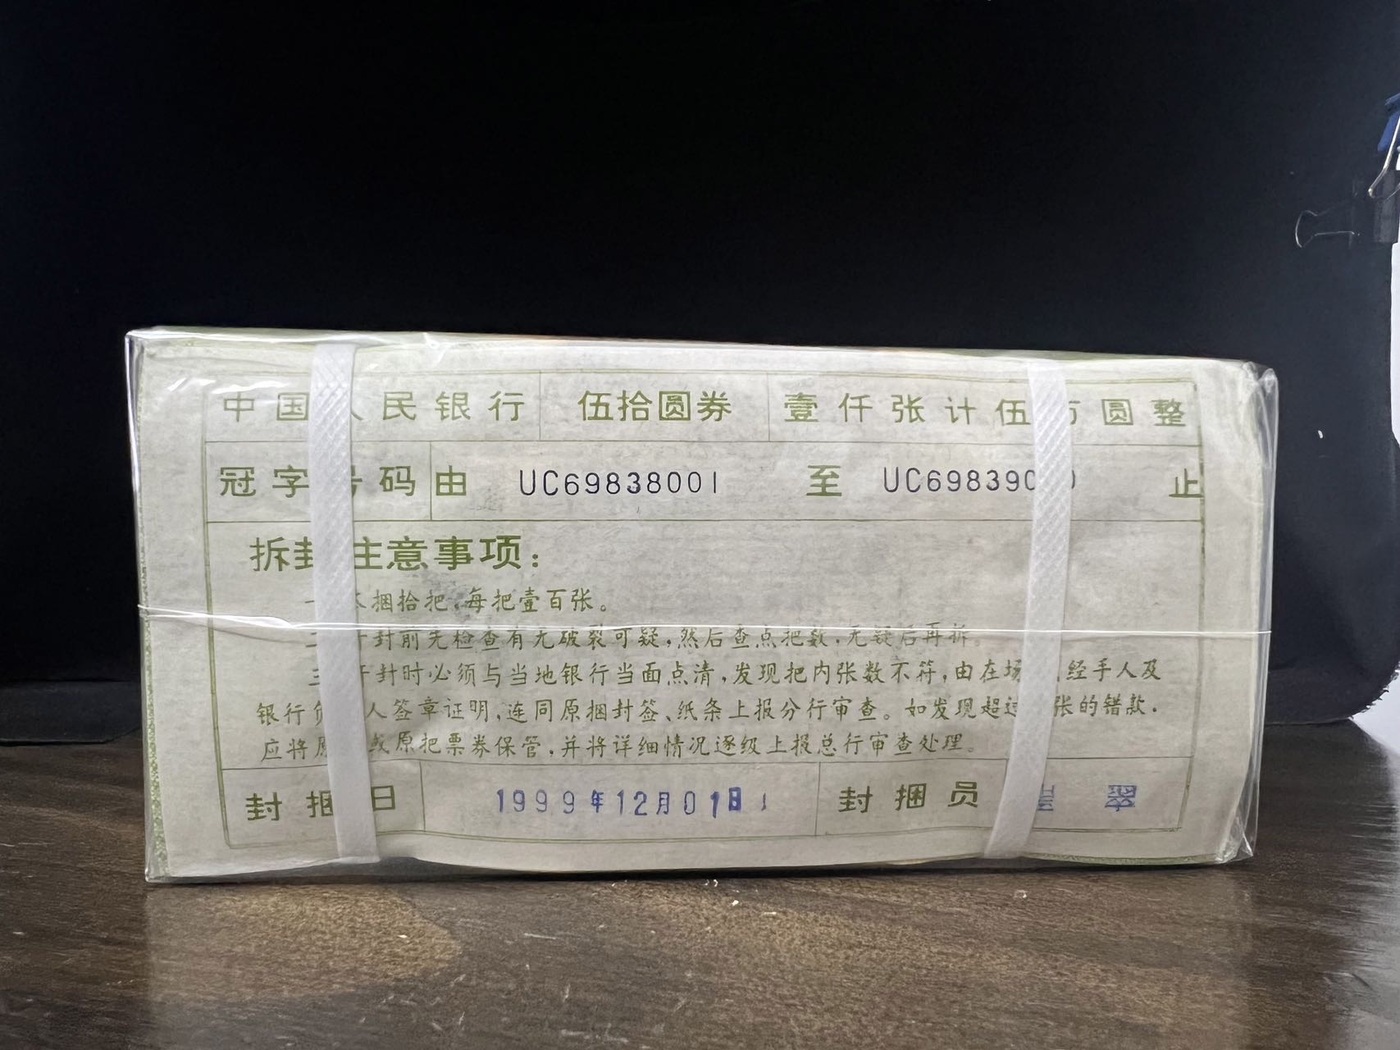 中国人民银行 伍拾圆券 壹仟张计伍万圆整
冠字号码 由 UC69838001 至 UC69839 0 止
拆封 注意事项：
捆拾把，每把壹百张。
封前先检查有无破裂可疑，然后查点把数，无疑后再拆。
三 封时必须与当地银行当面点清，发现把内张数不符，由在场 经手人及
银行 人签章证明，连同原捆封签、纸条上报分行审查。如发现超过 张的错款，
应将原 或原把票券保管，并将详细情况逐级上报总行审查处理。
封捆日 1999年12月01日 封捆员